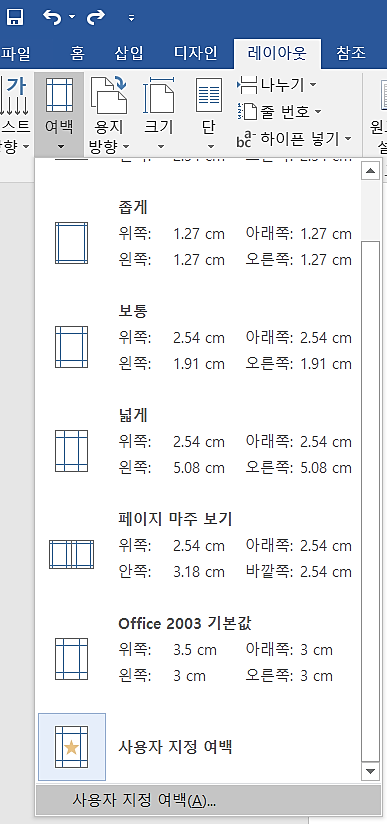 파일 홈 삽입 디자인 레이아웃 참조
가
스트 여백 용지 크기 단 나누기
향 방향 줄 번호
bc a- 하이픈 넣기
좁게
위쪽: 1.27 cm 아래쪽: 1.27 cm
왼쪽: 1.27 cm 오른쪽: 1.27 cm
보통
위쪽: 2.54 cm 아래쪽: 2.54 cm
왼쪽: 1.91 cm 오른쪽: 1.91 cm
넓게
위쪽: 2.54 cm 아래쪽: 2.54 cm
왼쪽: 5.08 cm 오른쪽: 5.08 cm
페이지 마주 보기
위쪽: 2.54 cm 아래쪽: 2.54 cm
안쪽: 3.18 cm 바깥쪽: 2.54 cm
Office 2003 기본값
위쪽: 3.5 cm 아래쪽: 3 cm
왼쪽: 3 cm 오른쪽: 3 cm
사용자 지정 여백
사용자 지정 여백(A)...